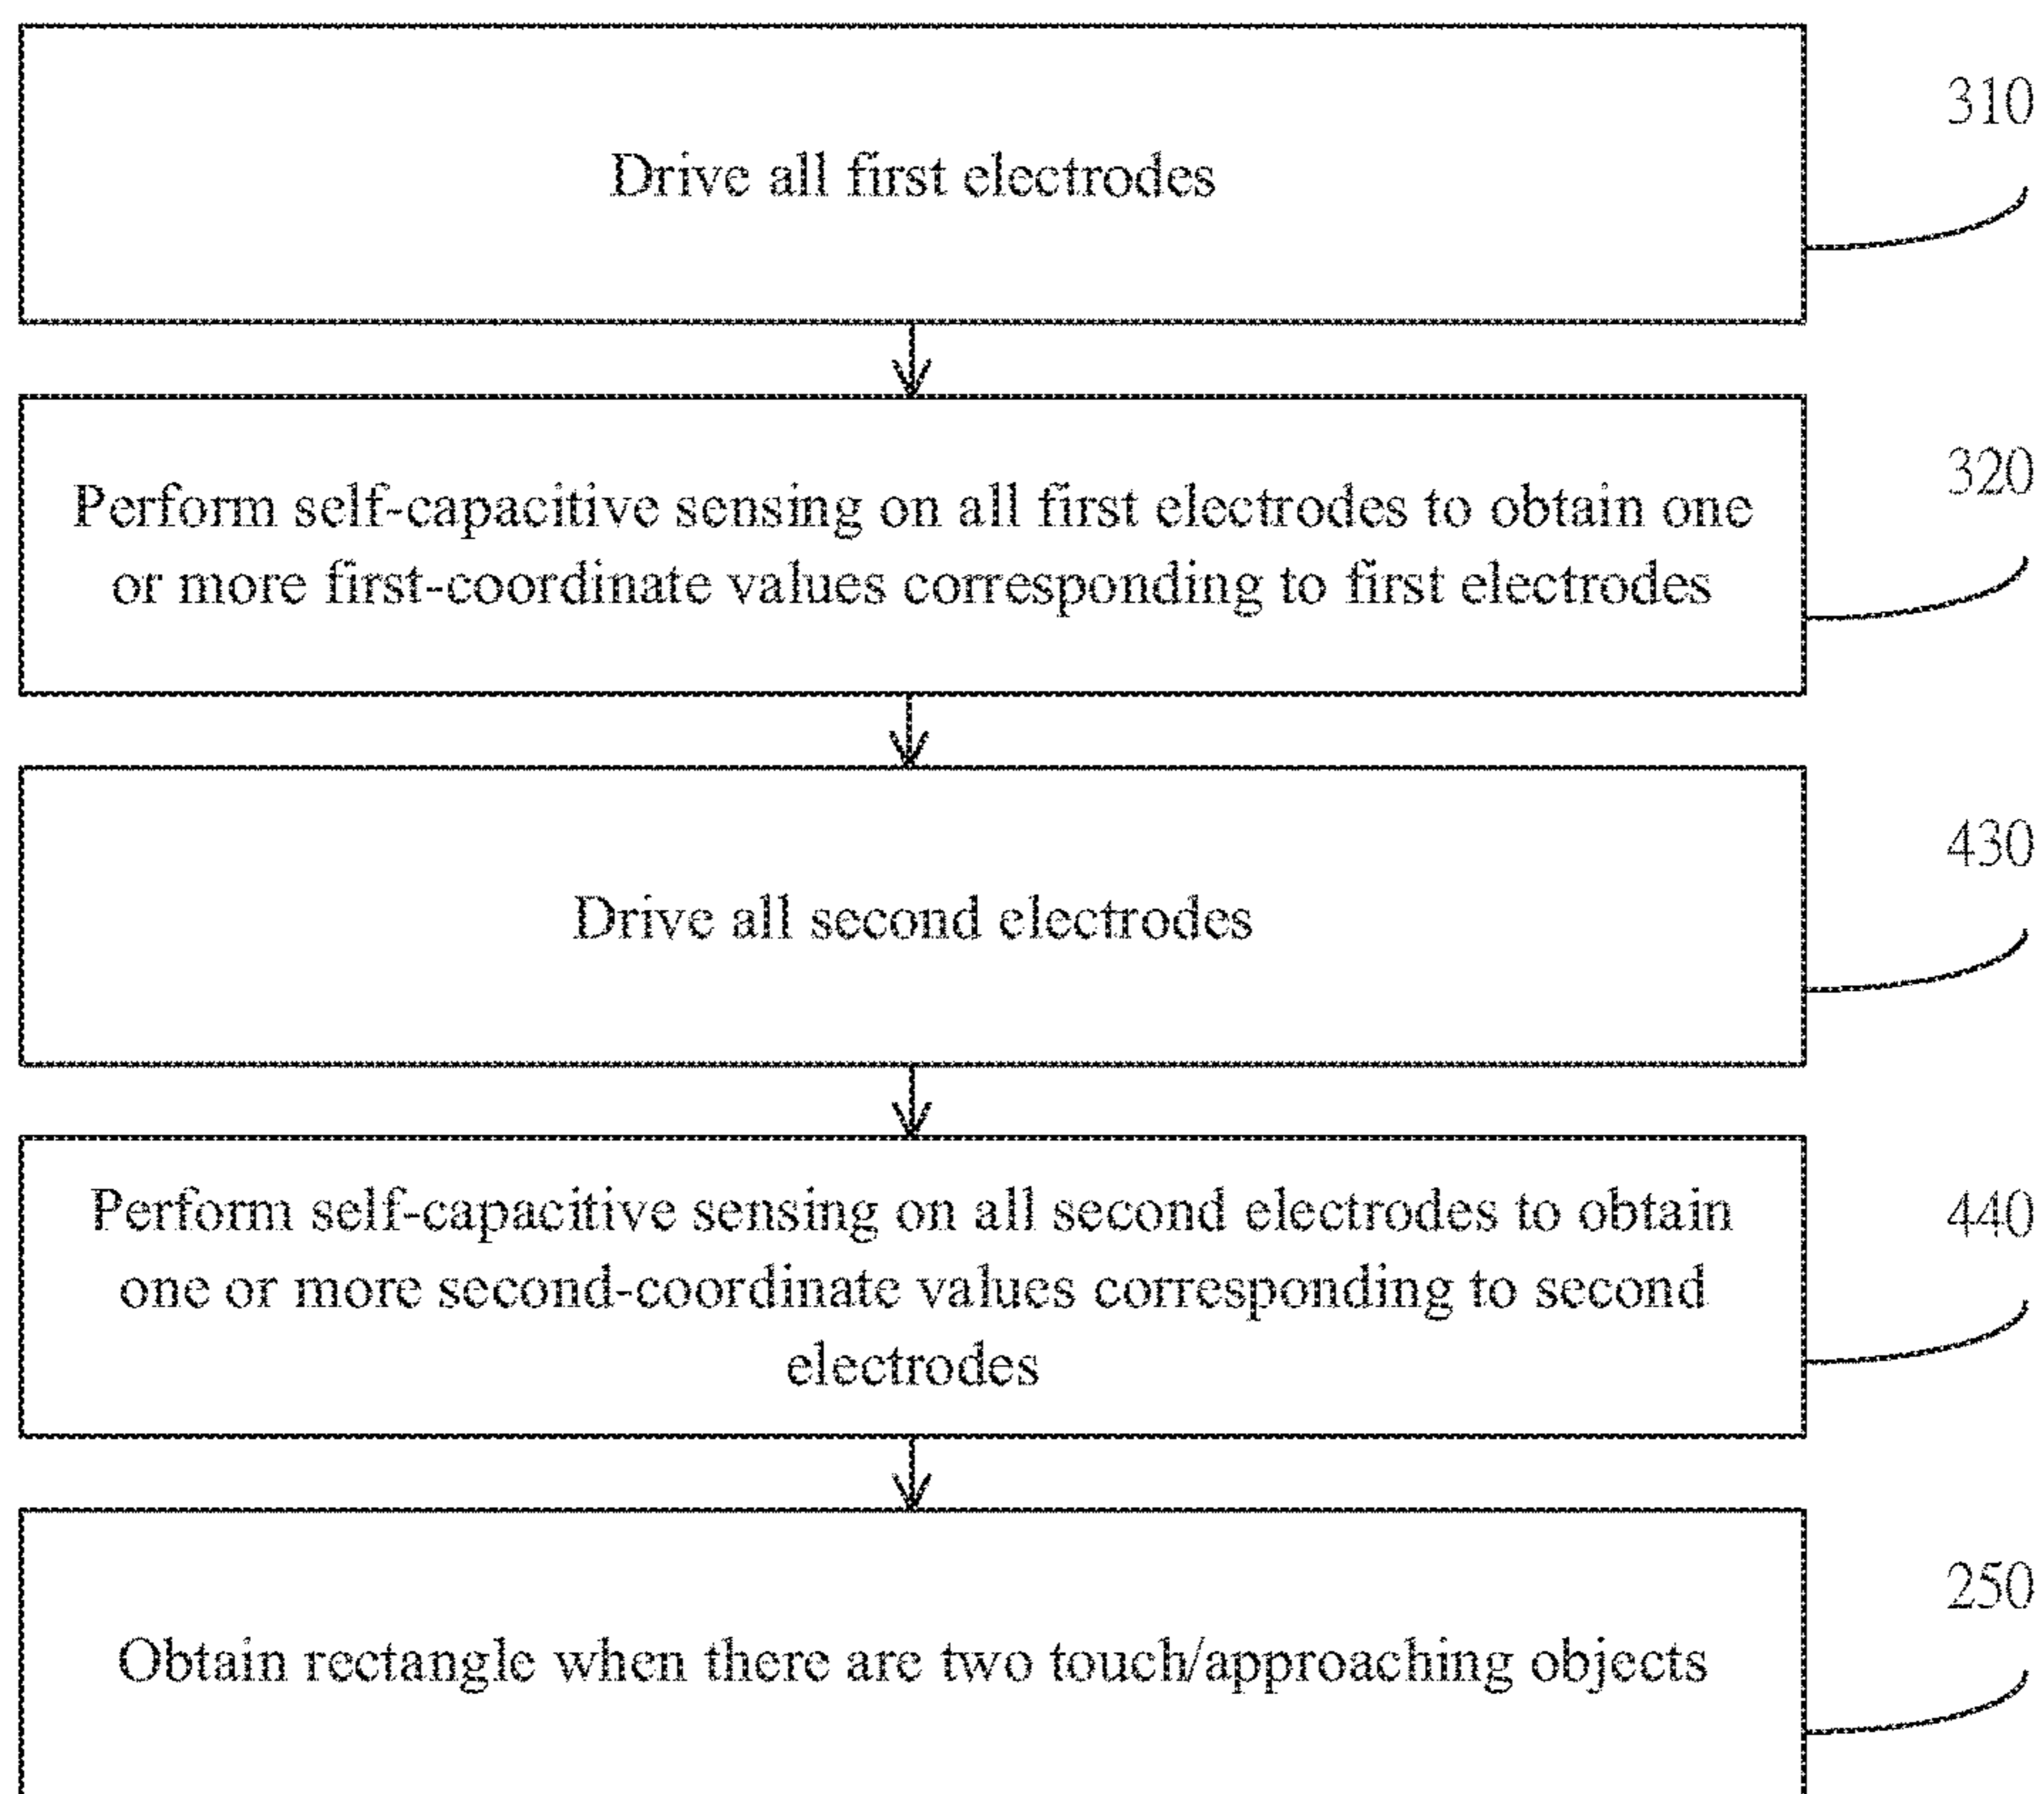 310
Drive all first electrodes
320
Perform self-capacitive sensing on all first electrodes to obtain one
or more first-coordinate values corresponding to first electrodes
430
Drive all second electrodes
440
Perform self-capacitive sensing on all second electrodes to obtain
one or more second-coordinate values corresponding to second
electrodes
250
Obtain rectangle when there are two touch/approaching objects